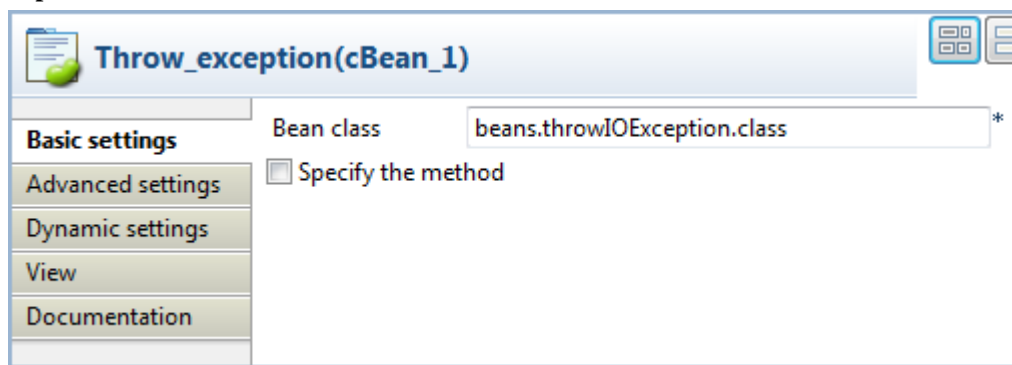 Throw_exception(cBean_1)
Basic settings
Bean class beans.throwIOException.class *
Specify the method
Advanced settings
Dynamic settings
View
Documentation